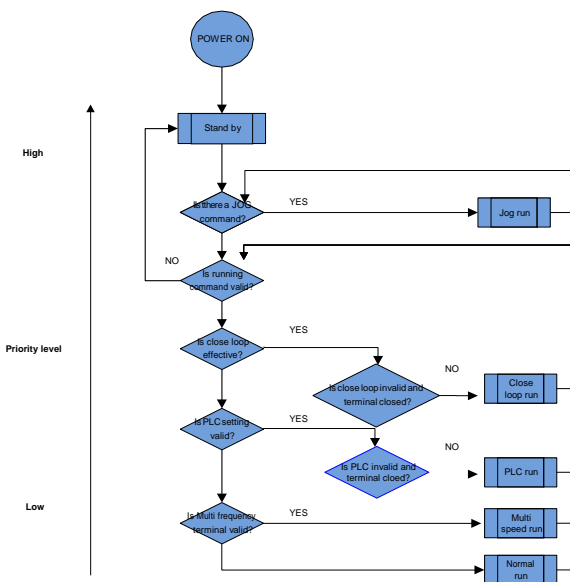 POWER ON
Stand by
High
Is there a JOG
command?
YES
Jog run
NO
Is running
command valid?
Is close loop
effective?
YES
Priority level
Is close loop invalid and
terminal closed?
NO
Close
loop run
Is PLC setting
valid?
YES
Is PLC invalid and
terminal cloed?
NO
PLC run
Low
Is Multi frequency
terminal valid?
YES
Multi
speed run
Normal
run